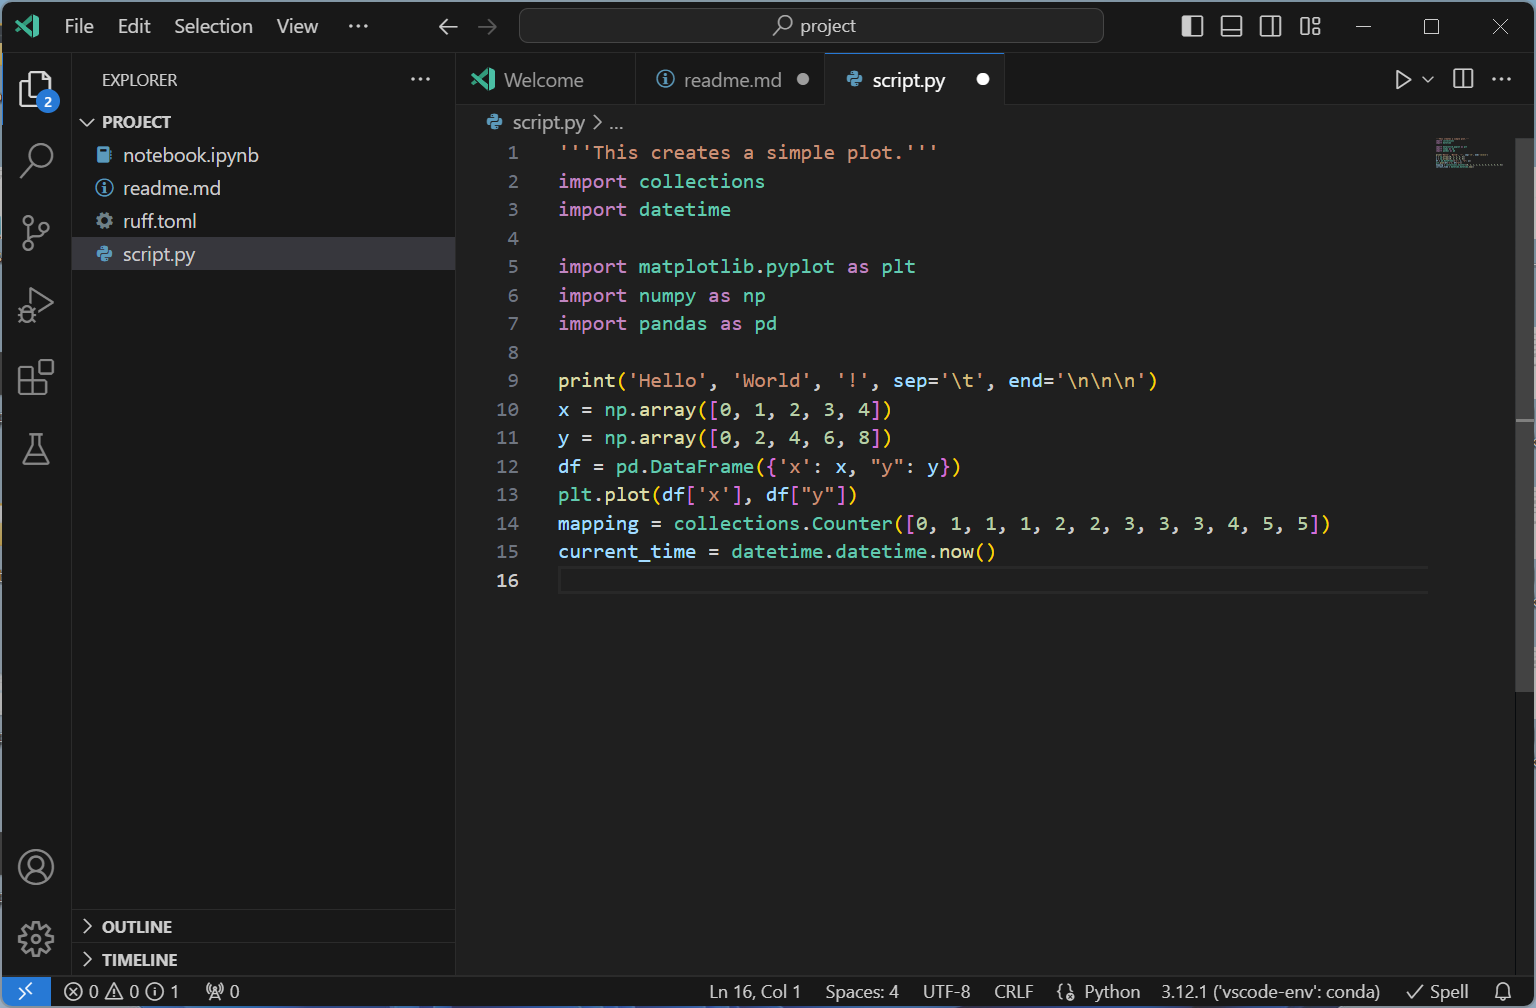 File Edit Selection View ··· project
EXPLORER ···
Welcome readme.md script.py ···
2
PROJECT
notebook.ipynb
readme.md
ruff.toml
script.py
script.py > ...
1 '''This creates a simple plot.'''
2 import collections
3 import datetime
4
5 import matplotlib.pyplot as plt
6 import numpy as np
7 import pandas as pd
8
9 print('Hello', 'World', '!', sep='\t', end='\n\n\n')
10 x = np.array([0, 1, 2, 3, 4])
11 y = np.array([0, 2, 4, 6, 8])
12 df = pd.DataFrame({'x': x, "y": y})
13 plt.plot(df['x'], df["y"])
14 mapping = collections.Counter([0, 1, 1, 1, 2, 2, 3, 3, 3, 4, 5, 5])
15 current_time = datetime.datetime.now()
16
OUTLINE
TIMELINE
0 0 1 0 Ln 16, Col 1 Spaces: 4 UTF-8 CRLF Python 3.12.1 ('vscode-env': conda) Spell